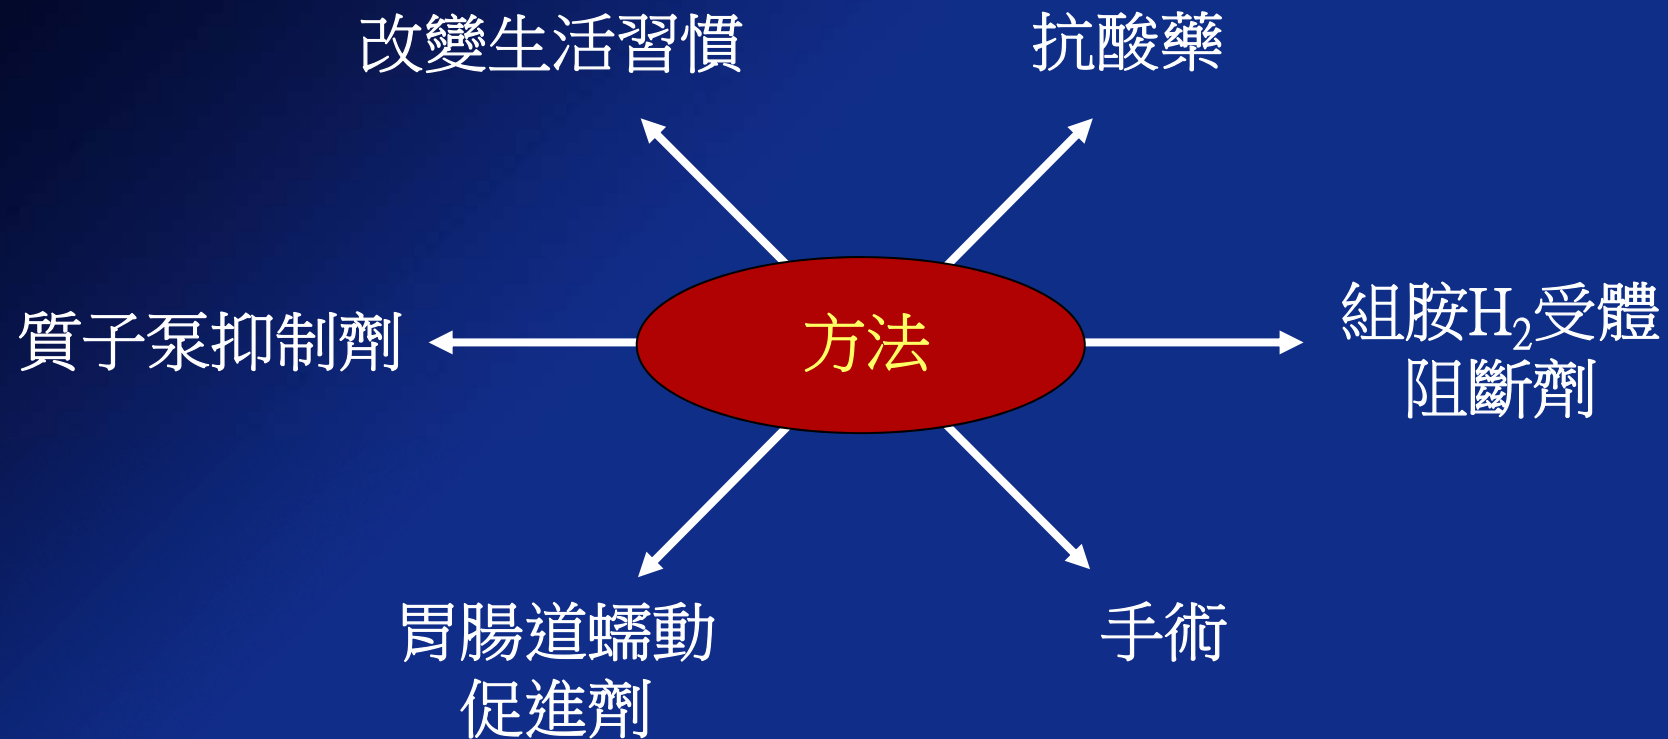 改變生活習慣
抗酸藥
質子泵抑制劑
方法
組胺H₂受體
阻斷劑
胃腸道蠕動
促進劑
手術